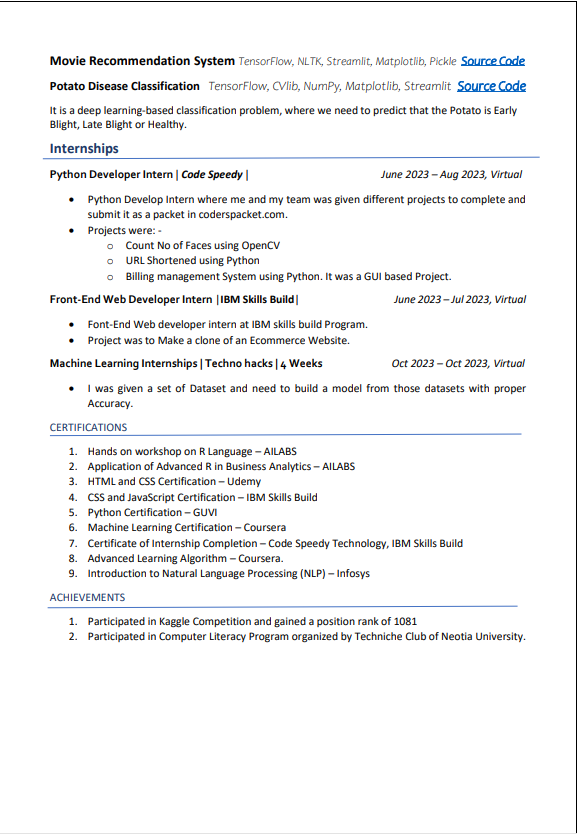 Movie Recommendation System TensorFlow, NLTK, Streamlit, Matplotlib, Pickle Source Code
Potato Disease Classification TensorFlow, CVlib, NumPy, Matplotlib, Streamlit Source Code
It is a deep learning-based classification problem, where we need to predict that the Potato is Early
Blight, Late Blight or Healthy.
Internships
Python Developer Intern | Code Speedy | June 2023 – Aug 2023, Virtual
• Python Develop Intern where me and my team was given different projects to complete and
submit it as a packet in coderspacket.com.
• Projects were: -
o Count No of Faces using OpenCV
o URL Shortened using Python
o Billing management System using Python. It was a GUI based Project.
Front-End Web Developer Intern |IBM Skills Build| June 2023 – Jul 2023, Virtual
• Font-End Web developer intern at IBM skills build Program.
• Project was to Make a clone of an Ecommerce Website.
Machine Learning Internships | Techno hacks | 4 Weeks Oct 2023 – Oct 2023, Virtual
• I was given a set of Dataset and need to build a model from those datasets with proper
Accuracy.
CERTIFICATIONS
1. Hands on workshop on R Language – AILABS
2. Application of Advanced R in Business Analytics – AILABS
3. HTML and CSS Certification – Udemy
4. CSS and JavaScript Certification – IBM Skills Build
5. Python Certification – GUVI
6. Machine Learning Certification – Coursera
7. Certificate of Internship Completion – Code Speedy Technology, IBM Skills Build
8. Advanced Learning Algorithm – Coursera.
9. Introduction to Natural Language Processing (NLP) – Infosys
ACHIEVEMENTS
1. Participated in Kaggle Competition and gained a position rank of 1081
2. Participated in Computer Literacy Program organized by Techniche Club of Neotia University.